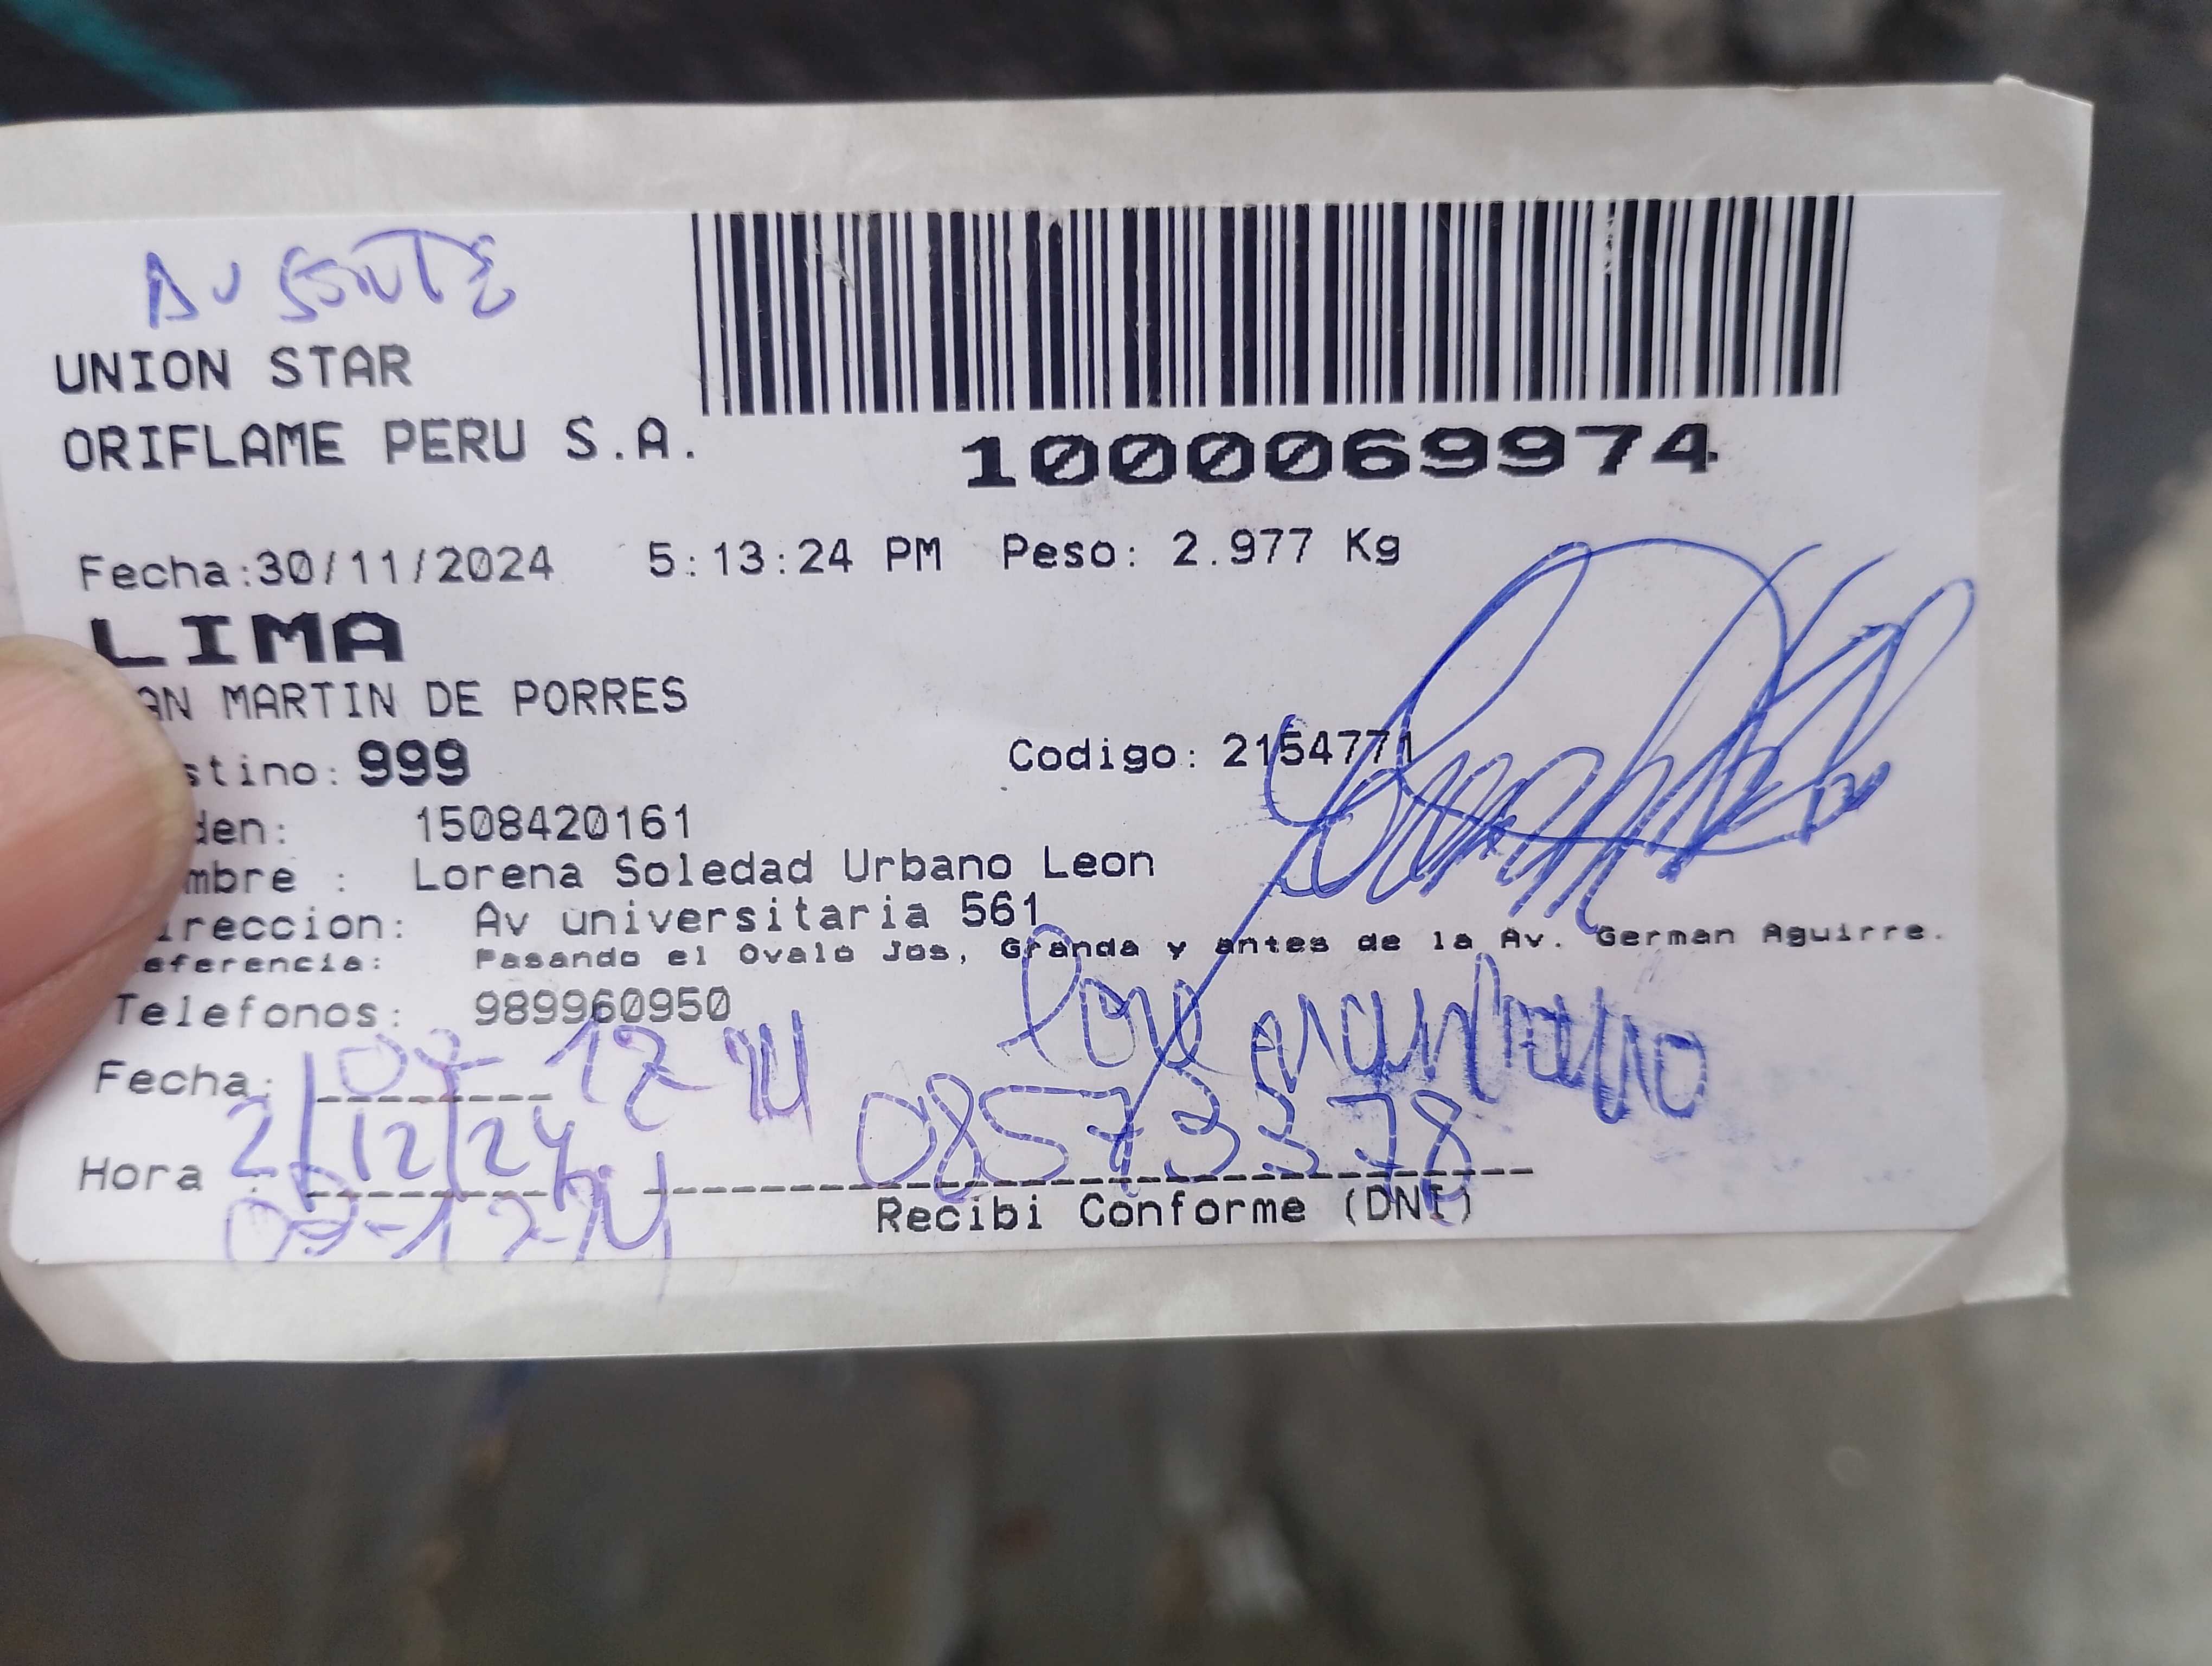 AUSENTE
UNION STAR
ORIFLAME PERU S.A.
1000069974
Fecha:30/11/2024 5:13:24 PM Peso: 2.977 Kg
LIMA
AN MARTIN DE PORRES
stino: 999 Codigo: 2154771
den: 1508420161
mbre : Lorena Soledad Urbano Leon
ireccion: Av universitaria 561
eferencia: Pasando el Ovalo Jos, Granda y antes de la Av. German Aguirre.
Telefonos: 989960950
Fecha:
2/12/24
Hora :
08573378
Recibi Conforme (DNI)